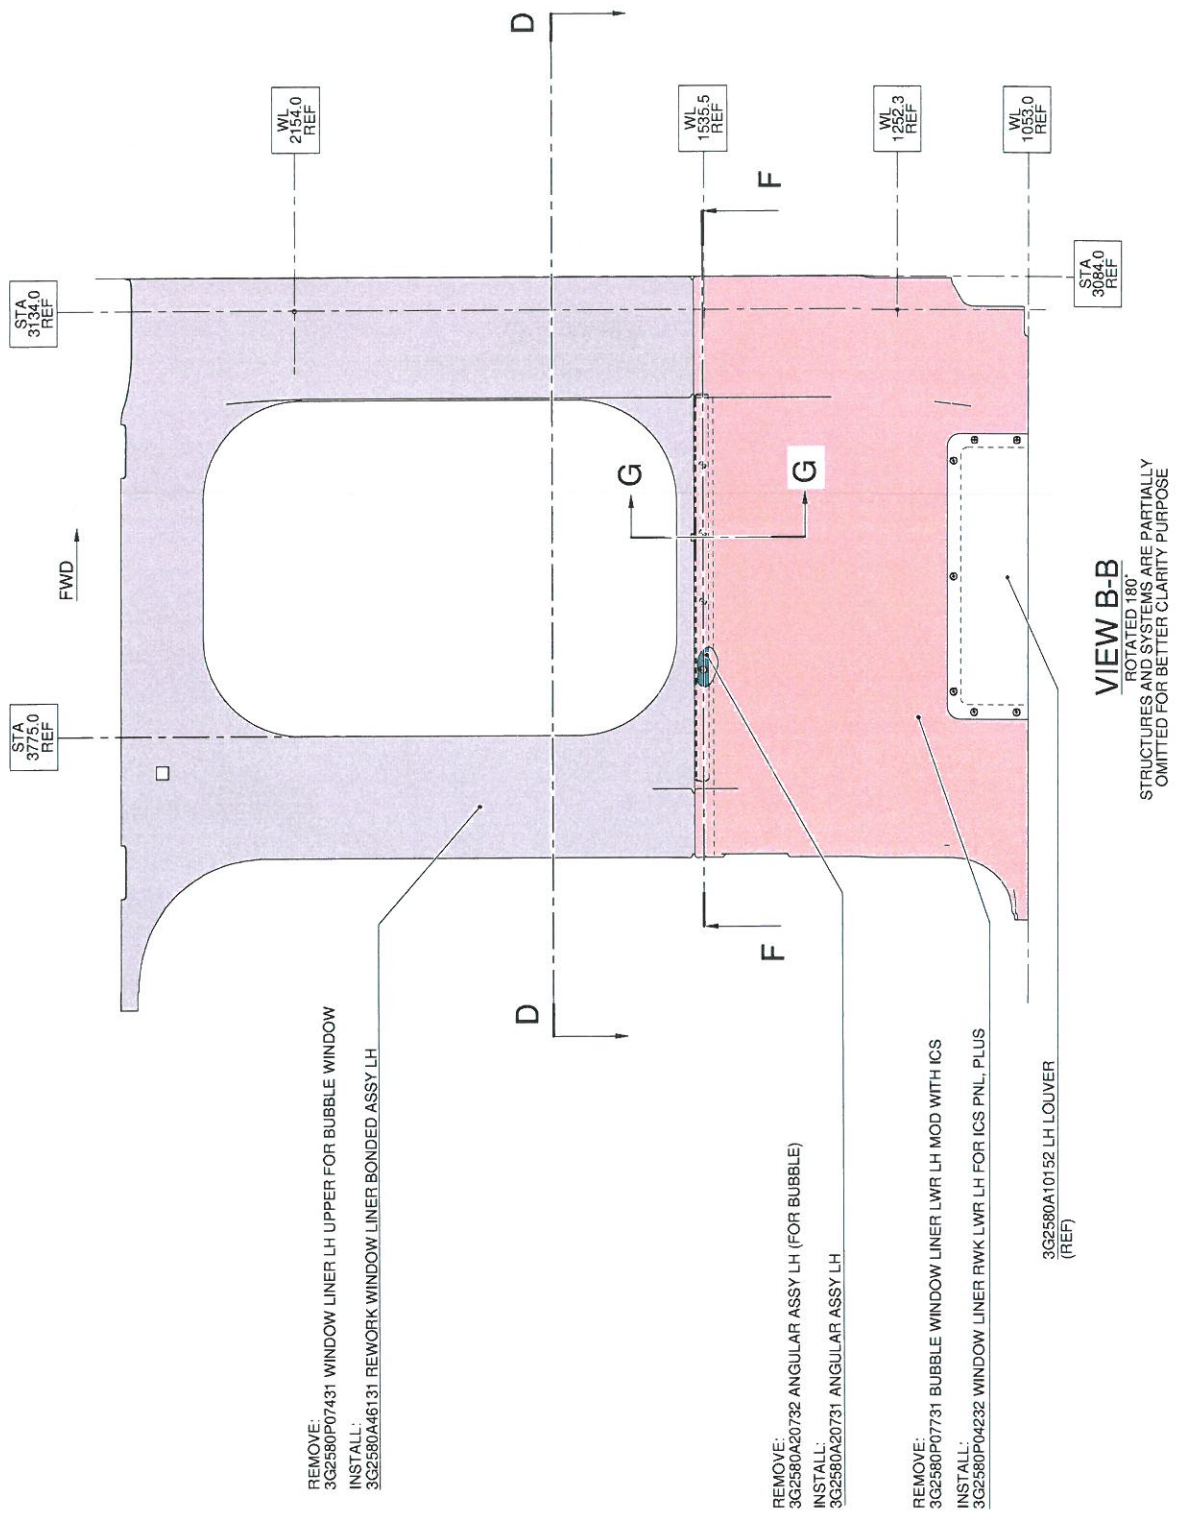 STA
3775.0
REF
FWD
STA
3134.0
REF
WL
2154.0
REF
D
D
WL
1535.5
REF
F
F
G
G
WL
1252.3
REF
WL
1053.0
REF
STA
3084.0
REF
REMOVE:
3G2580P07431 WINDOW LINER LH UPPER FOR BUBBLE WINDOW
INSTALL:
3G2580A46131 REWORK WINDOW LINER BONDED ASSY LH
REMOVE:
3G2580A20732 ANGULAR ASSY LH (FOR BUBBLE)
INSTALL:
3G2580A20731 ANGULAR ASSY LH
REMOVE:
3G2580P07731 BUBBLE WINDOW LINER LWR LH MOD WITH ICS
INSTALL:
3G2580P04232 WINDOW LINER RWK LWR LH FOR ICS PNL, PLUS
3G2580A10152 LH LOUVER
(REF)
VIEW B-B
ROTATED 180°
STRUCTURES AND SYSTEMS ARE PARTIALLY
OMITTED FOR BETTER CLARITY PURPOSE